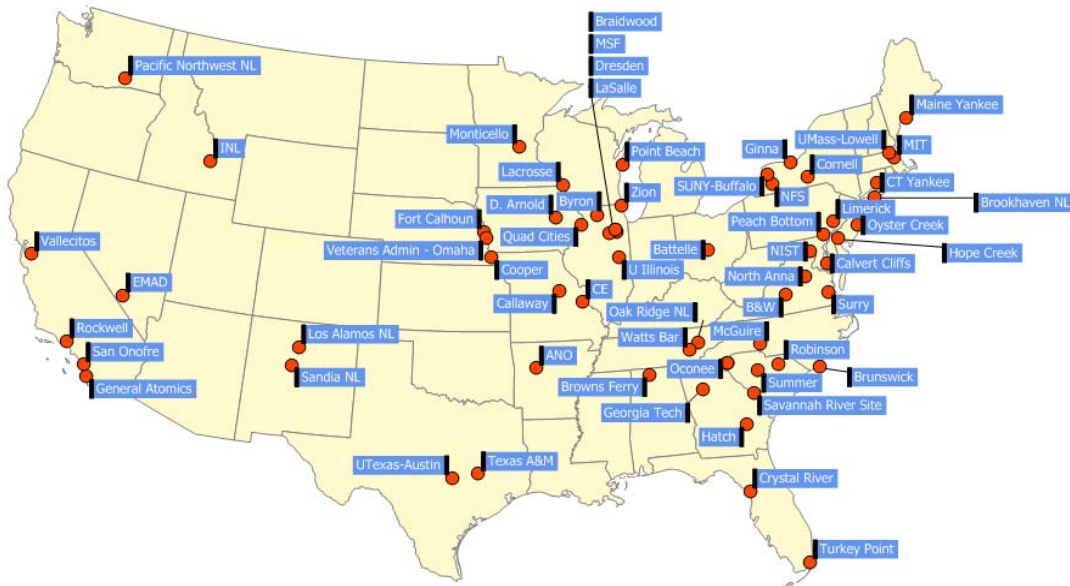 Braidwood
MSF
Dresden
LaSalle
Pacific Northwest NL
Maine Yankee
Monticello
UMass-Lowell
INL
Ginna
MIT
Point Beach
Cornell
Lacrosse
CT Yankee
SUNY-Buffalo
Zion
NFS
Brookhaven NL
D. Arnold
Byron
Limerick
Fort Calhoun
Peach Bottom
Oyster Creek
Quad Cities
Vallecitos
Veterans Admin - Omaha
Battelle
NIST
Hope Creek
Calvert Cliffs
Cooper
U Illinois
North Anna
EMAD
CE
Callaway
B&W
Surry
Oak Ridge NL
Rockwell
Los Alamos NL
Watts Bar
McGuire
San Onofre
ANO
Robinson
Oconee
Brunswick
Sandia NL
General Atomics
Browns Ferry
Summer
Savannah River Site
Georgia Tech
Hatch
UTexas-Austin
Texas A&M
Crystal River
Turkey Point